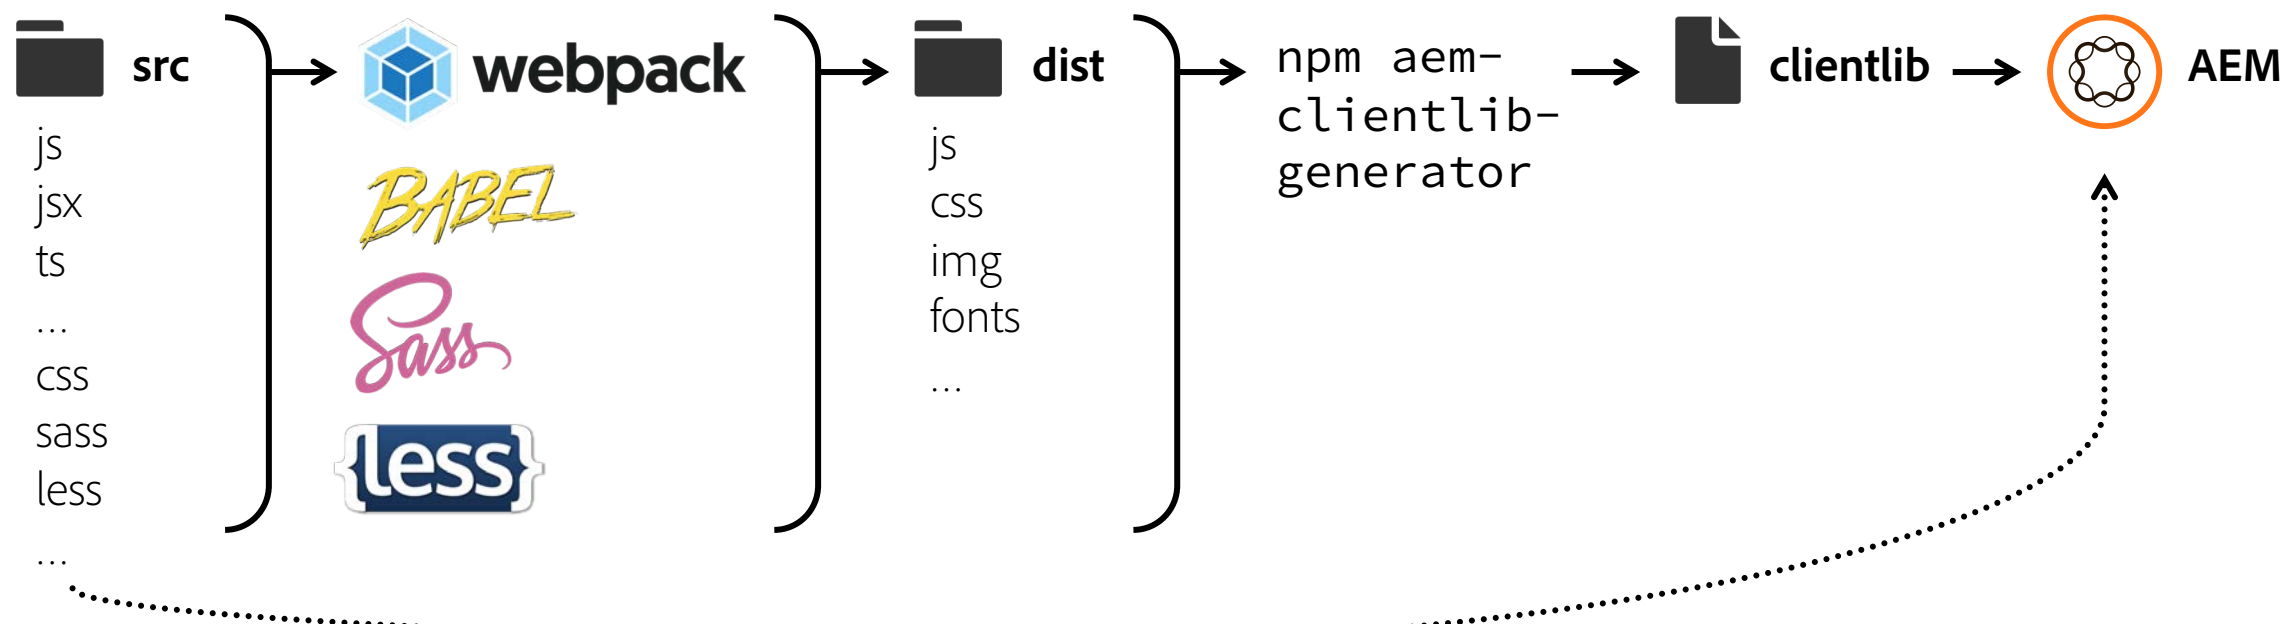 src
js
jsx
ts
...
css
sass
less
...
webpack
BABEL
Sass
{less}
dist
js
css
img
fonts
...
npm aem-
clientlib-
generator
clientlib
AEM